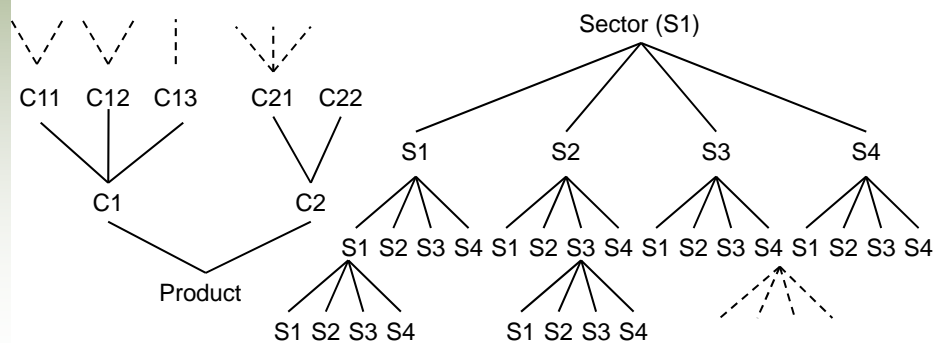 Sector (S1)
C11 C12 C13 C21 C22
S1 S2 S3 S4
C1 C2
S1 S2 S3 S4 S1 S2 S3 S4 S1 S2 S3 S4 S1 S2 S3 S4
Product
S1 S2 S3 S4 S1 S2 S3 S4